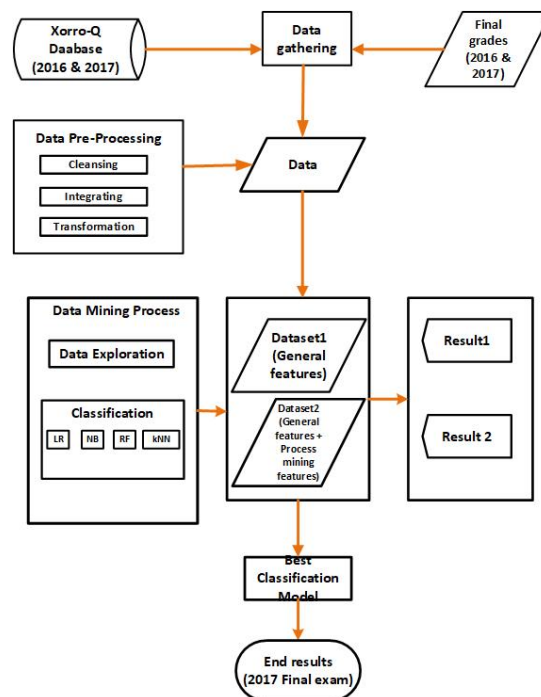 Xorro-Q
Daabase
(2016 & 2017)
Data
gathering
Final
grades
(2016 &
2017)
Data Pre-Processing
Cleansing
Integrating
Transformation
Data
Data Mining Process
Data Exploration
Classification
LR NB RF kNN
Dataset1
(General
features)
Dataset2
(General
features +
Process
mining
features)
Result1
Result 2
Best
Classification
Model
End results
(2017 Final exam)